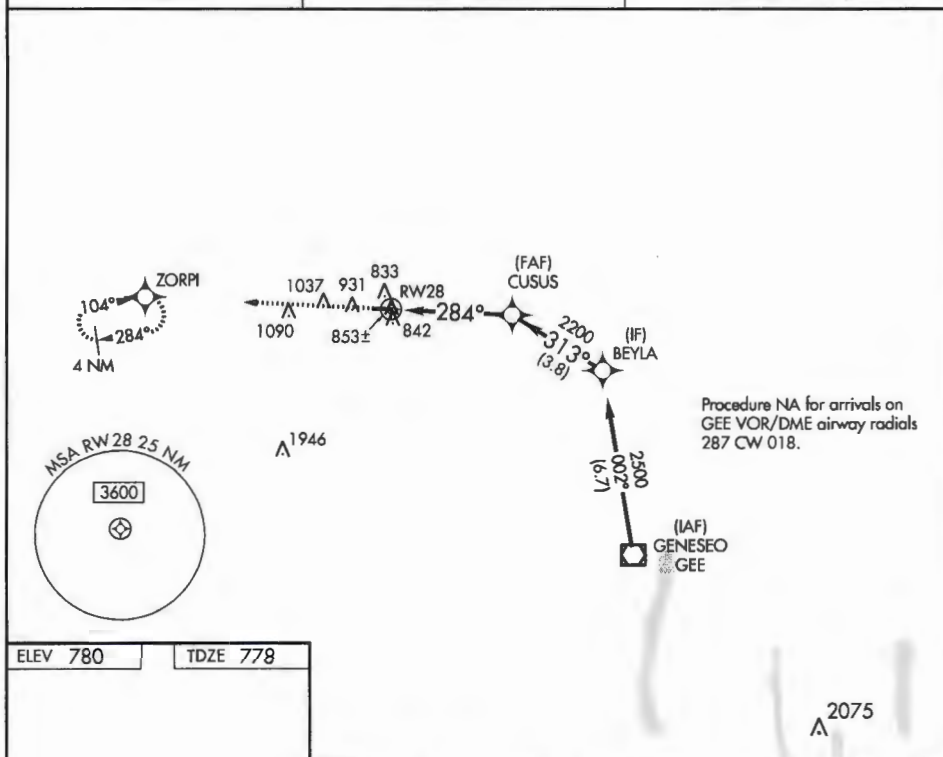 ZORPI
104°
284°
4 NM
1037
931
833
RW28
1090
853±
842
284°
(FAF)
CUSUS
2200
313°
(3.8)
(IF)
BEYLA
Procedure NA for arrivals on
GEE VOR/DME airway radials
287 CW 018.
1946
MSA RW 28 25 NM
3600
2500
002°
(6.7)
(IAF)
GENESEO
GEE
ELEV 780
TDZE 778
2075